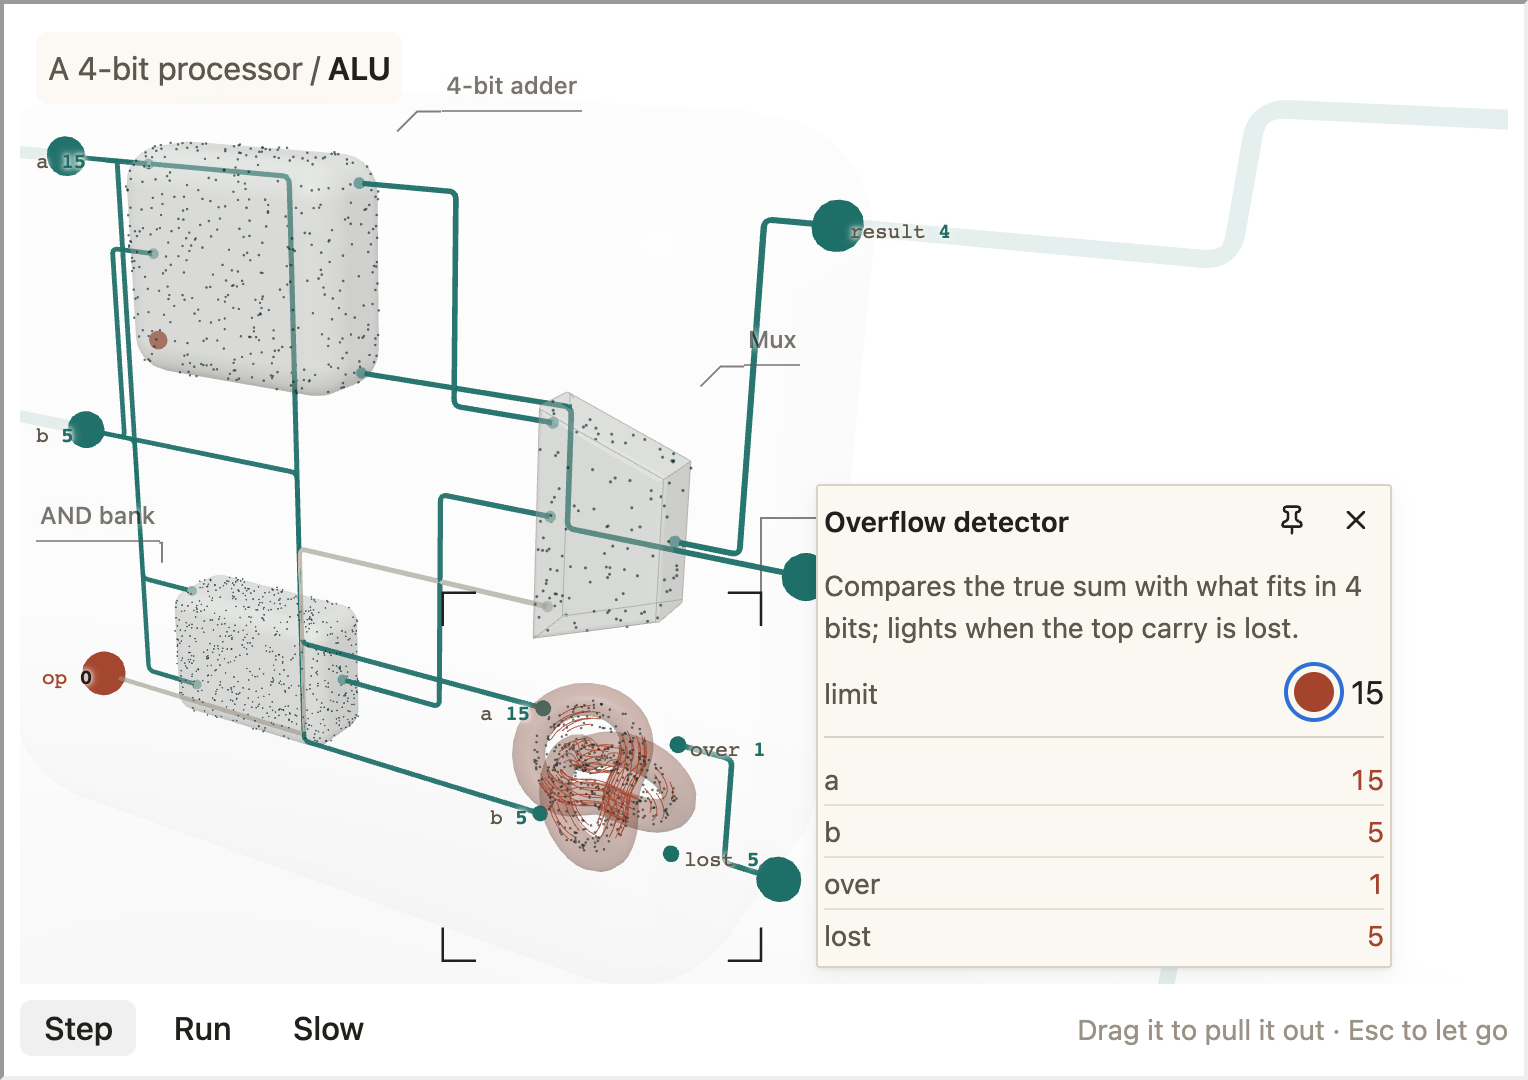 A 4-bit processor / ALU
4-bit adder
a 15
result 4
Mux
b 5
AND bank
op 0
a 15
over 1
b 5
lost 5
Overflow detector
Compares the true sum with what fits in 4
bits; lights when the top carry is lost.
limit 15
a 15
b 5
over 1
lost 5
Step Run Slow
Drag it to pull it out · Esc to let go